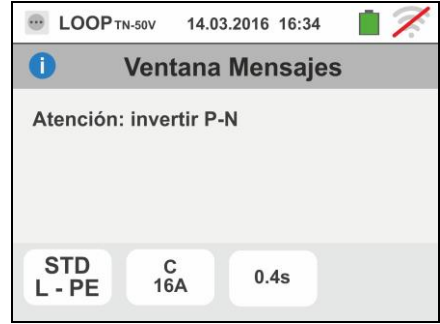 LOOP TN-50V 14.03.2016 16:34
i Ventana Mensajes
Atención: invertir P-N
STD C 0.4s
L - PE 16A